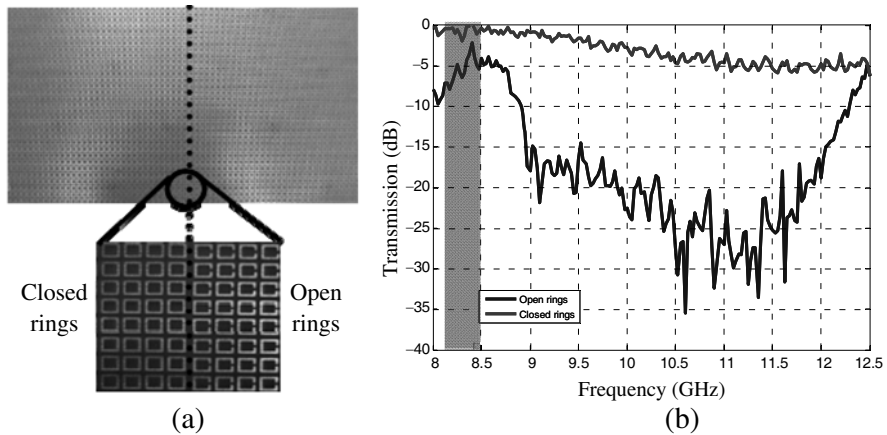 Closed
rings
Open
rings
(a)
Transmission (dB)
0
−5
−10
−15
−20
−25
−30
−35
−40
Open rings
Closed rings
8
8.5
9
9.5
10
10.5
11
11.5
12
12.5
Frequency (GHz)
(b)